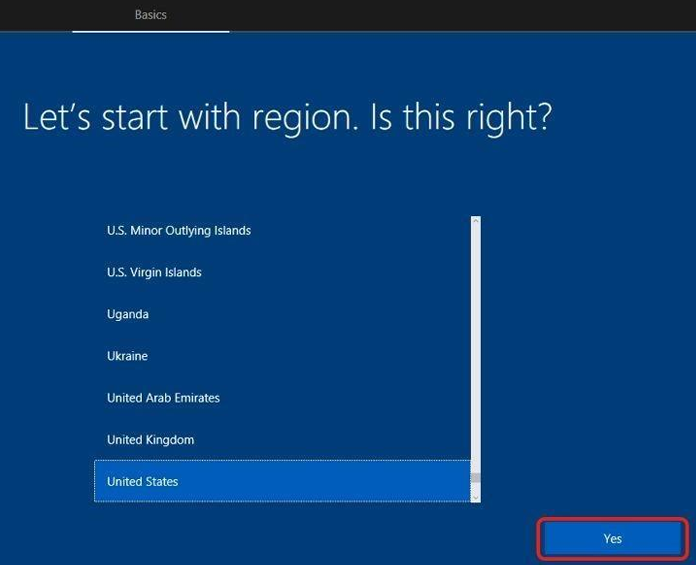 Basics
Let’s start with region. Is this right?
U.S. Minor Outlying Islands
U.S. Virgin Islands
Uganda
Ukraine
United Arab Emirates
United Kingdom
United States
Yes